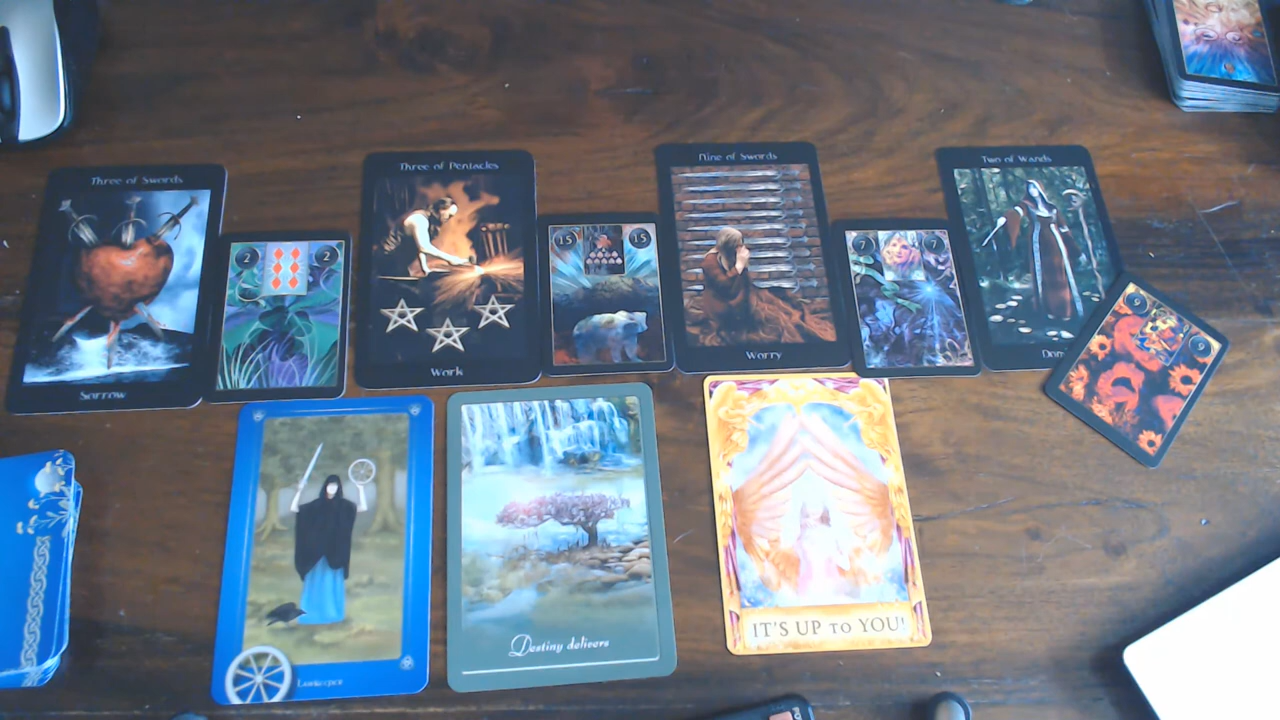 Three of Swords
Sorrow
2 2
Three of Pentacles
Work
15 15
Nine of Swords
Worry
7 7
Two of Wands
9 9
Destiny delivers
IT'S UP TO YOU!